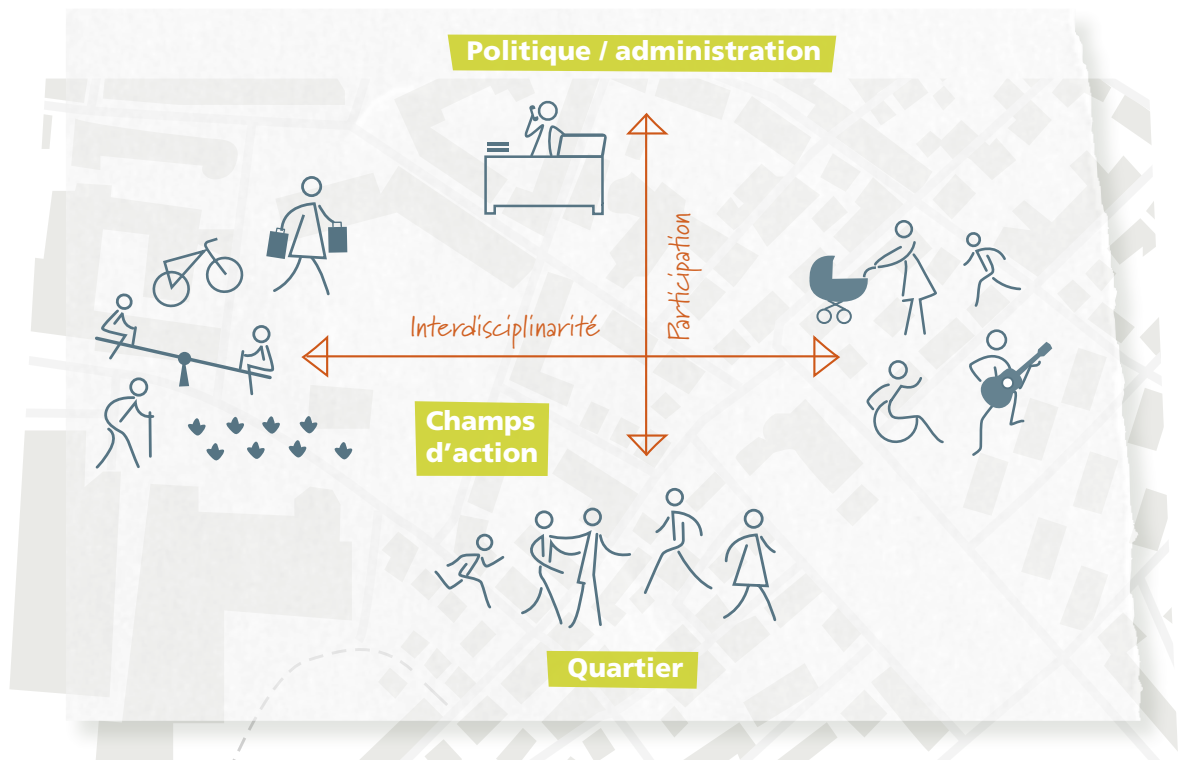 Politique / administration
Participation
Interdisciplinarité
Champs
d’action
Quartier